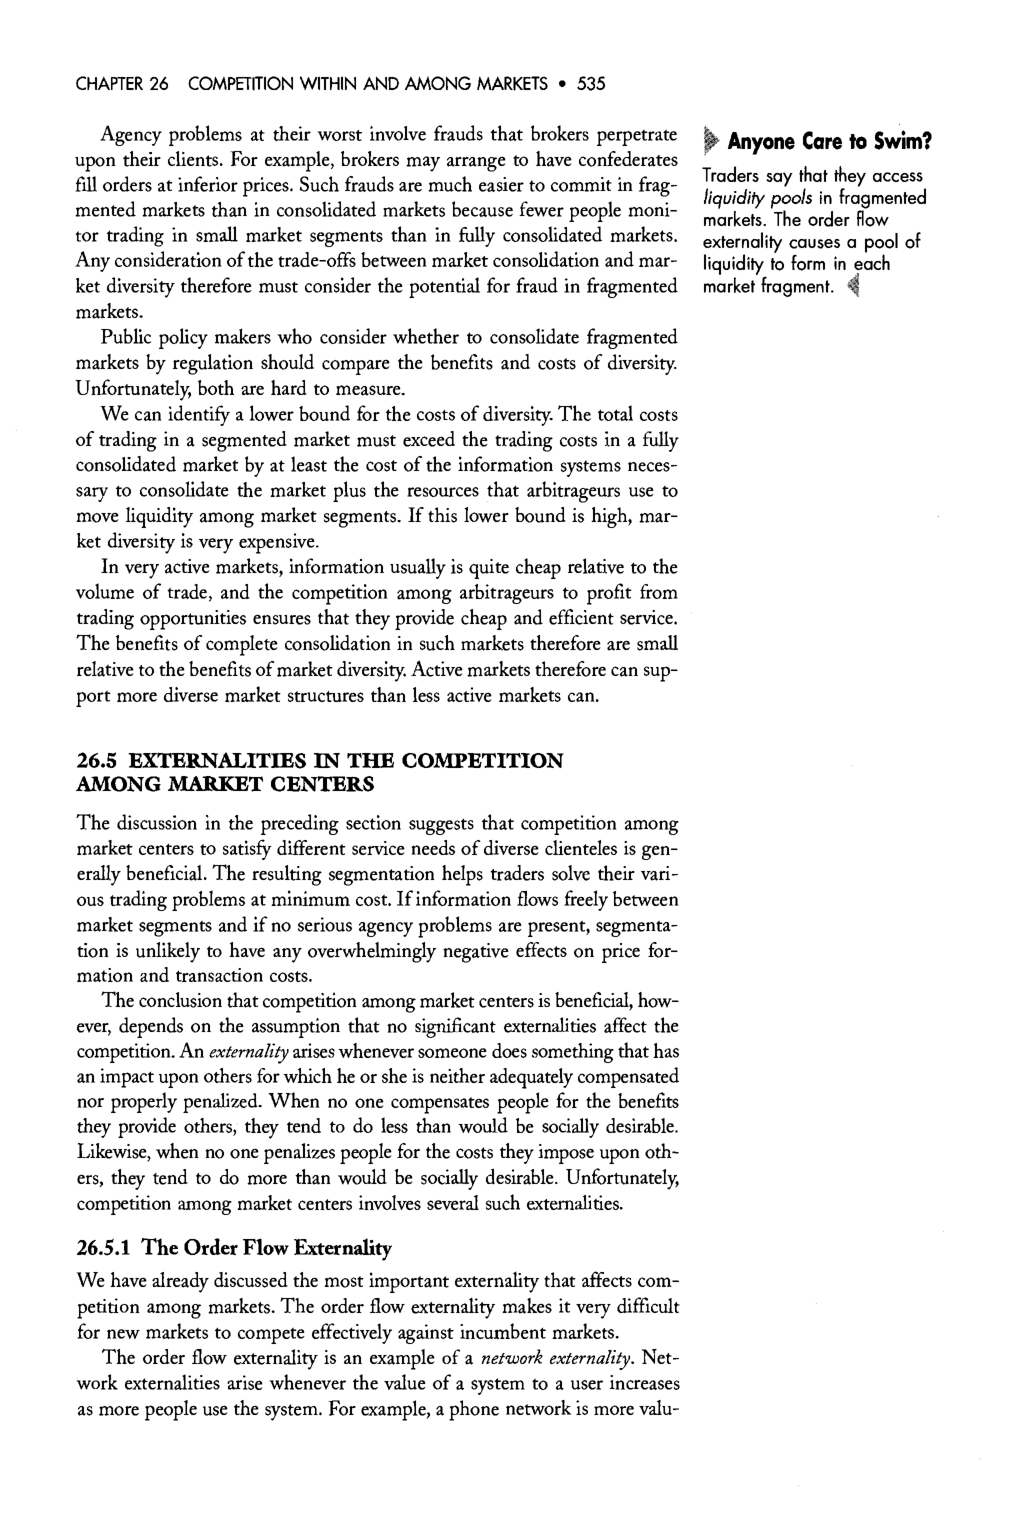 CHAPTER 26 COMPETITION WITHIN AND AMONG MARKETS • 535
Agency problems at their worst involve frauds that brokers perpetrate
upon their clients. For example, brokers may arrange to have confederates
fill orders at inferior prices. Such frauds are much easier to commit in frag-
mented markets than in consolidated markets because fewer people moni-
tor trading in small market segments than in fully consolidated markets.
Any consideration of the trade-offs between market consolidation and mar-
ket diversity therefore must consider the potential for fraud in fragmented
markets.
Public policy makers who consider whether to consolidate fragmented
markets by regulation should compare the benefits and costs of diversity.
Unfortunately, both are hard to measure.
We can identify a lower bound for the costs of diversity. The total costs
of trading in a segmented market must exceed the trading costs in a fully
consolidated market by at least the cost of the information systems neces-
sary to consolidate the market plus the resources that arbitrageurs use to
move liquidity among market segments. If this lower bound is high, mar-
ket diversity is very expensive.
In very active markets, information usually is quite cheap relative to the
volume of trade, and the competition among arbitrageurs to profit from
trading opportunities ensures that they provide cheap and efficient service.
The benefits of complete consolidation in such markets therefore are small
relative to the benefits of market diversity. Active markets therefore can sup-
port more diverse market structures than less active markets can.
26.5 EXTERNALITIES IN THE COMPETITION
AMONG MARKET CENTERS
The discussion in the preceding section suggests that competition among
market centers to satisfy different service needs of diverse clienteles is gen-
erally beneficial. The resulting segmentation helps traders solve their vari-
ous trading problems at minimum cost. If information flows freely between
market segments and if no serious agency problems are present, segmenta-
tion is unlikely to have any overwhelmingly negative effects on price for-
mation and transaction costs.
The conclusion that competition among market centers is beneficial, how-
ever, depends on the assumption that no significant externalities affect the
competition. An externality arises whenever someone does something that has
an impact upon others for which he or she is neither adequately compensated
nor properly penalized. When no one compensates people for the benefits
they provide others, they tend to do less than would be socially desirable.
Likewise, when no one penalizes people for the costs they impose upon oth-
ers, they tend to do more than would be socially desirable. Unfortunately,
competition among market centers involves several such externalities.
26.5.1 The Order Flow Externality
We have already discussed the most important externality that affects com-
petition among markets. The order flow externality makes it very difficult
for new markets to compete effectively against incumbent markets.
The order flow externality is an example of a network externality. Net-
work externalities arise whenever the value of a system to a user increases
as more people use the system. For example, a phone network is more valu-
Anyone Care to Swim?
Traders say that they access
liquidity pools in fragmented
markets. The order flow
externality causes a pool of
liquidity to form in each
market fragment.